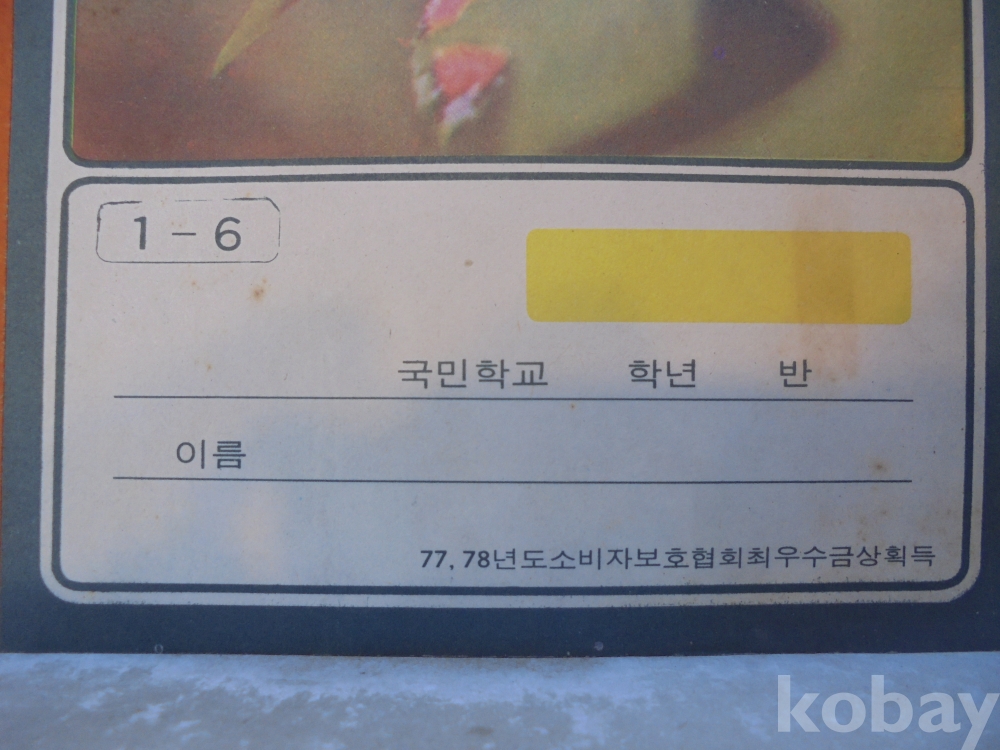 1 – 6
국민학교 학년 반
이름
77, 78년도소비자보호협회최우수금상획득
kobay